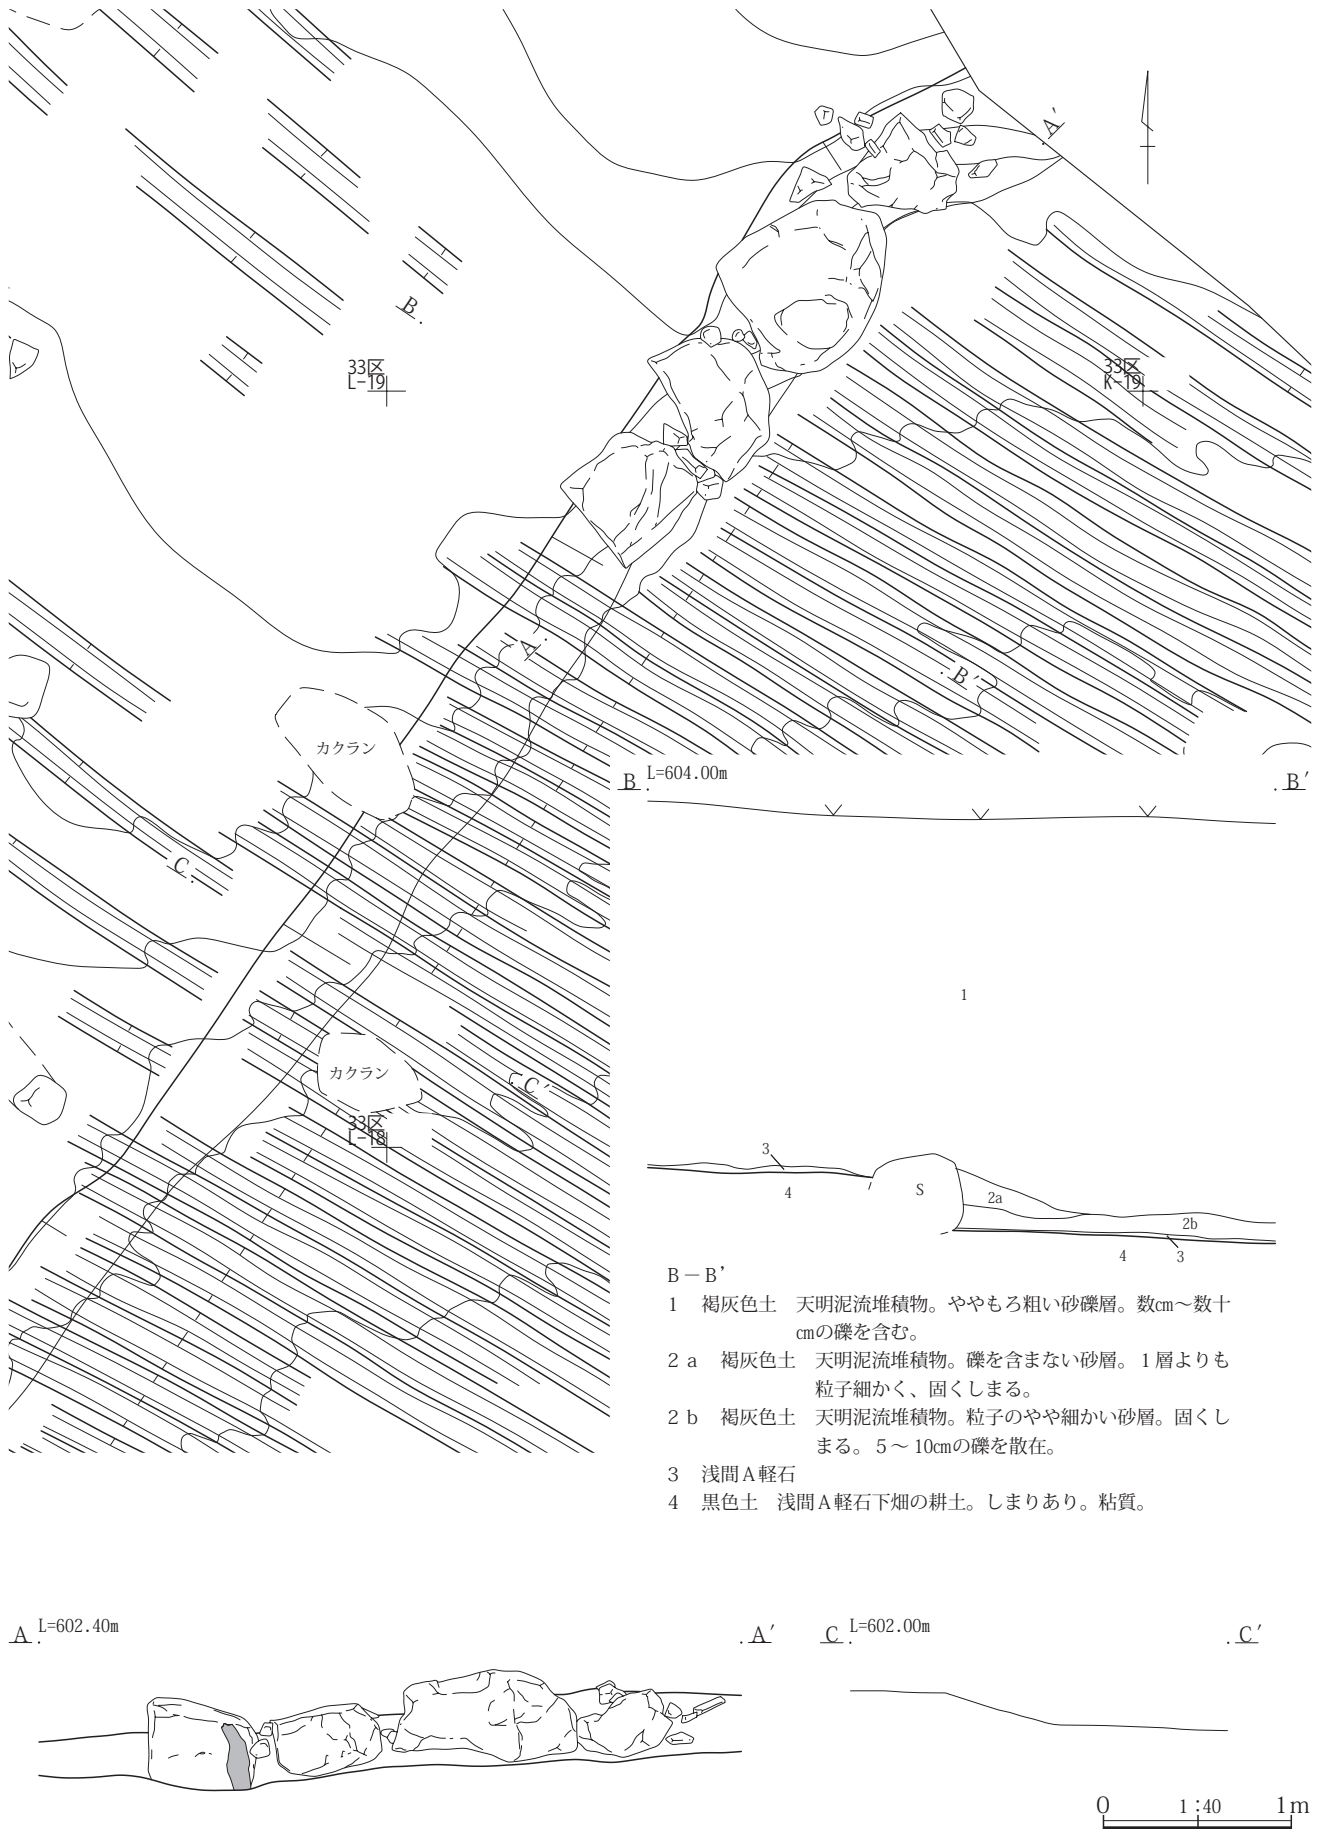 A′
B .
33区
L-19
33区
K-19
A .
. B′
カクラン
C .
カクラン
. C′
33区
L-18
B . L=604.00m
. B′
1
3
4
S
2a
2b
4
3
B－B’
1　褐灰色土　天明泥流堆積物。ややもろ粗い砂礫層。数㎝～数十
㎝の礫を含む。
２ａ　褐灰色土　天明泥流堆積物。礫を含まない砂層。１層よりも
粒子細かく、固くしまる。
２ｂ　褐灰色土　天明泥流堆積物。粒子のやや細かい砂層。固くし
まる。５～10㎝の礫を散在。
3　浅間Ａ軽石
4　黒色土　浅間Ａ軽石下畑の耕土。しまりあり。粘質。
A . L=602.40m
. A′
C . L=602.00m
. C′
0 1：40 1m